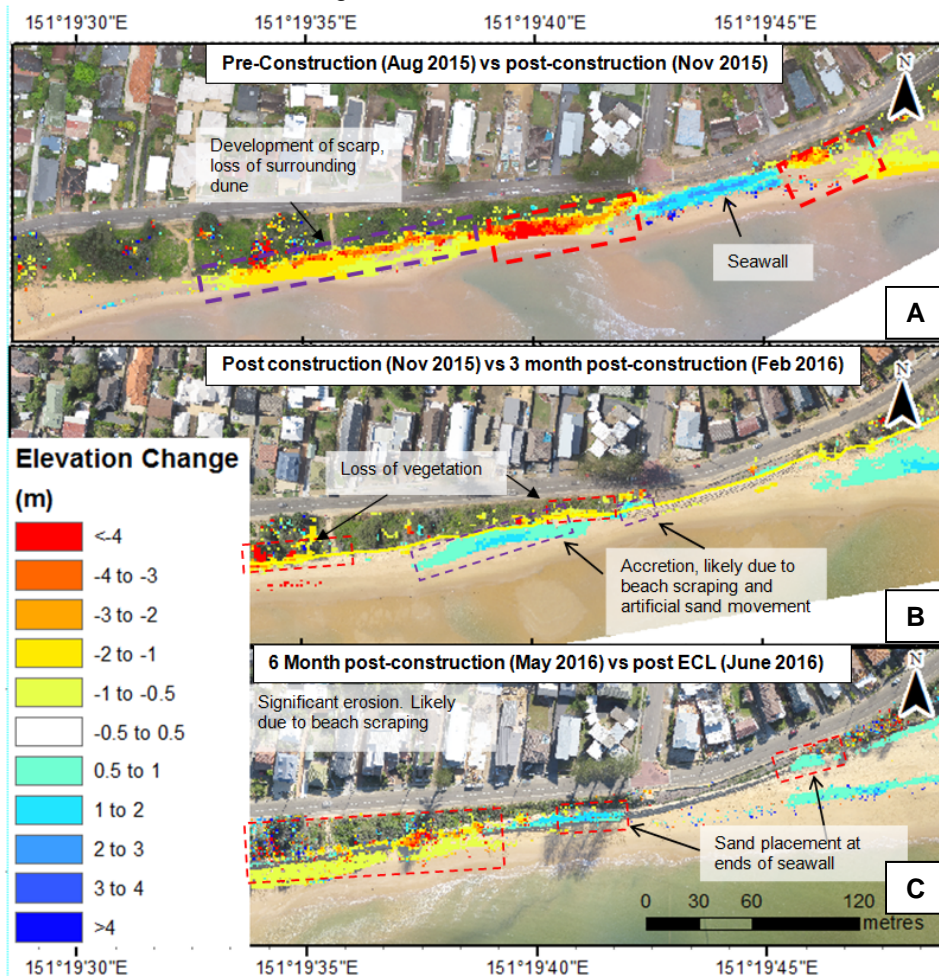 151°19'30"E 151°19'35"E 151°19'40"E 151°19'45"E
Pre-Construction (Aug 2015) vs post-construction (Nov 2015)
N
Development of scarp,
loss of surrounding
dune
Seawall
A
Post construction (Nov 2015) vs 3 month post-construction (Feb 2016)
N
Loss of vegetation
Accretion, likely due to
beach scraping and
artificial sand movement
B
Elevation Change
(m)
<-4
-4 to -3
-3 to -2
-2 to -1
-1 to -0.5
-0.5 to 0.5
0.5 to 1
1 to 2
2 to 3
3 to 4
>4
6 Month post-construction (May 2016) vs post ECL (June 2016)
N
Significant erosion. Likely
due to beach scraping
Sand placement at
ends of seawall
C
0 30 60 120
metres
151°19'30"E 151°19'35"E 151°19'40"E 151°19'45"E